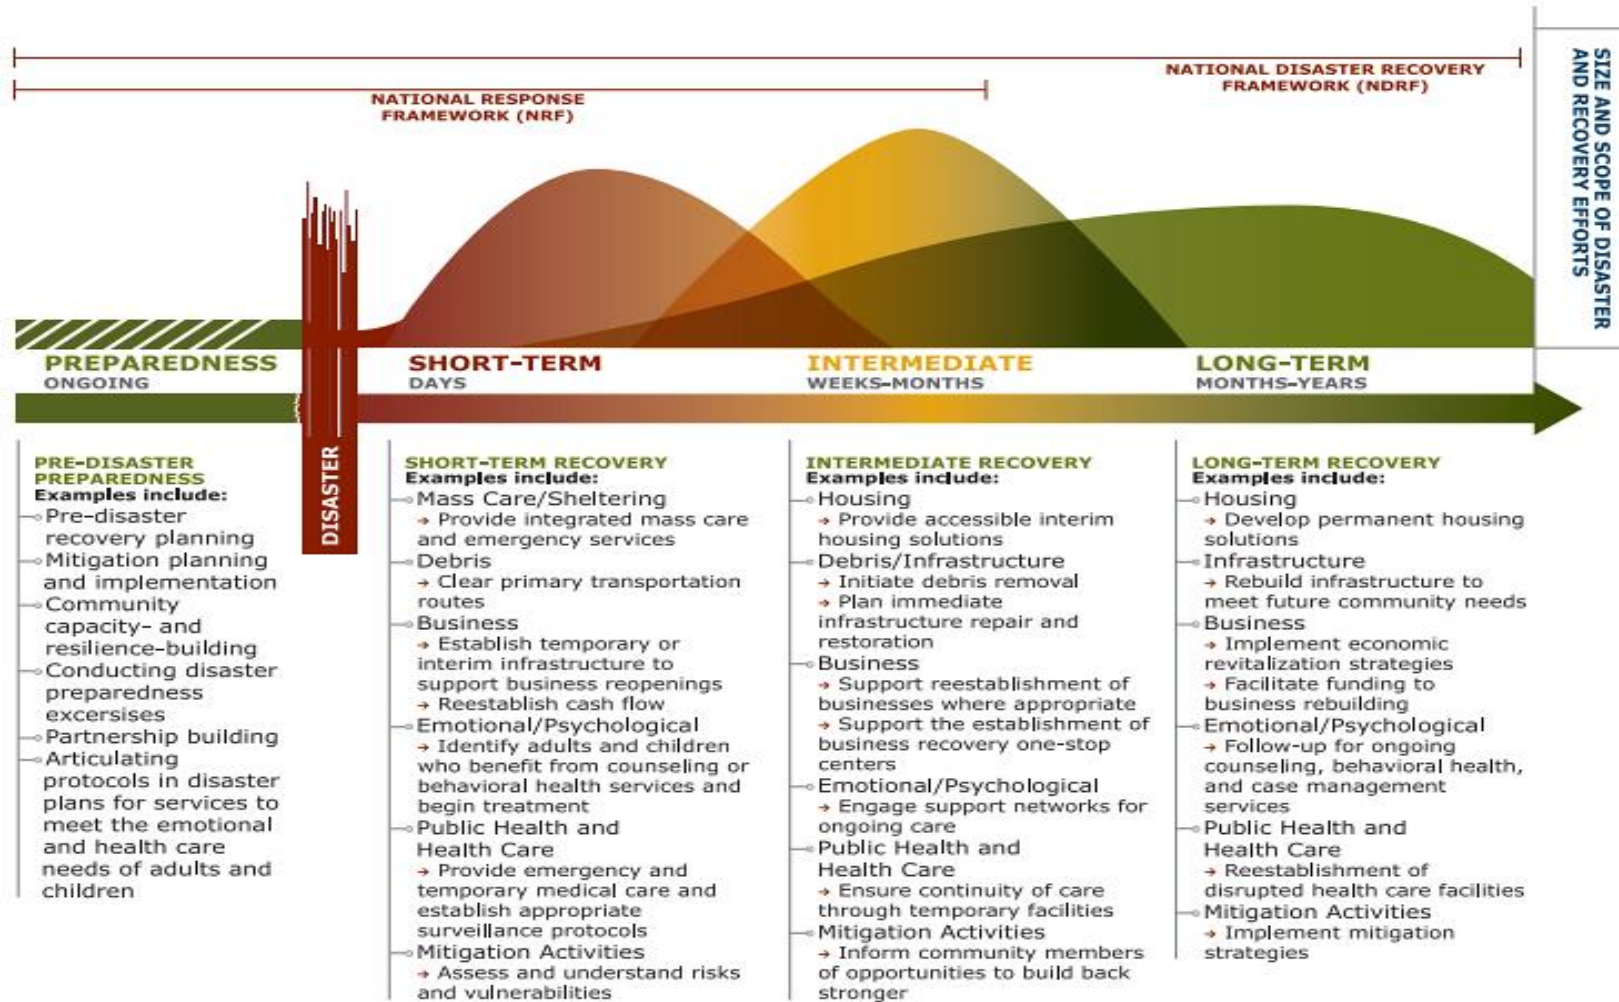 NATIONAL DISASTER RECOVERY
FRAMEWORK (NDRF)
NATIONAL RESPONSE
FRAMEWORK (NRF)
SIZE AND SCOPE OF DISASTER
AND RECOVERY EFFORTS
PREPAREDNESS
ONGOING
SHORT-TERM
DAYS
INTERMEDIATE
WEEKS-MONTHS
LONG-TERM
MONTHS-YEARS
DISASTER
PRE-DISASTER
PREPAREDNESS
Examples include:
Pre-disaster
recovery planning
Mitigation planning
and implementation
Community
capacity- and
resilience-building
Conducting disaster
preparedness
excersises
Partnership building
Articulating
protocols in disaster
plans for services to
meet the emotional
and health care
needs of adults and
children
SHORT-TERM RECOVERY
Examples include:
Mass Care/Sheltering
→ Provide integrated mass care
and emergency services
Debris
→ Clear primary transportation
routes
Business
→ Establish temporary or
interim infrastructure to
support business reopenings
→ Reestablish cash flow
Emotional/Psychological
→ Identify adults and children
who benefit from counseling or
behavioral health services and
begin treatment
Public Health and
Health Care
→ Provide emergency and
temporary medical care and
establish appropriate
surveillance protocols
Mitigation Activities
→ Assess and understand risks
and vulnerabilities
INTERMEDIATE RECOVERY
Examples include:
Housing
→ Provide accessible interim
housing solutions
Debris/Infrastructure
→ Initiate debris removal
→ Plan immediate
infrastructure repair and
restoration
Business
→ Support reestablishment of
businesses where appropriate
→ Support the establishment of
business recovery one-stop
centers
Emotional/Psychological
→ Engage support networks for
ongoing care
Public Health and
Health Care
→ Ensure continuity of care
through temporary facilities
Mitigation Activities
→ Inform community members
of opportunities to build back
stronger
LONG-TERM RECOVERY
Examples include:
Housing
→ Develop permanent housing
solutions
Infrastructure
→ Rebuild infrastructure to
meet future community needs
Business
→ Implement economic
revitalization strategies
→ Facilitate funding to
business rebuilding
Emotional/Psychological
→ Follow-up for ongoing
counseling, behavioral health,
and case management
services
Public Health and
Health Care
→ Reestablishment of
disrupted health care facilities
Mitigation Activities
→ Implement mitigation
strategies